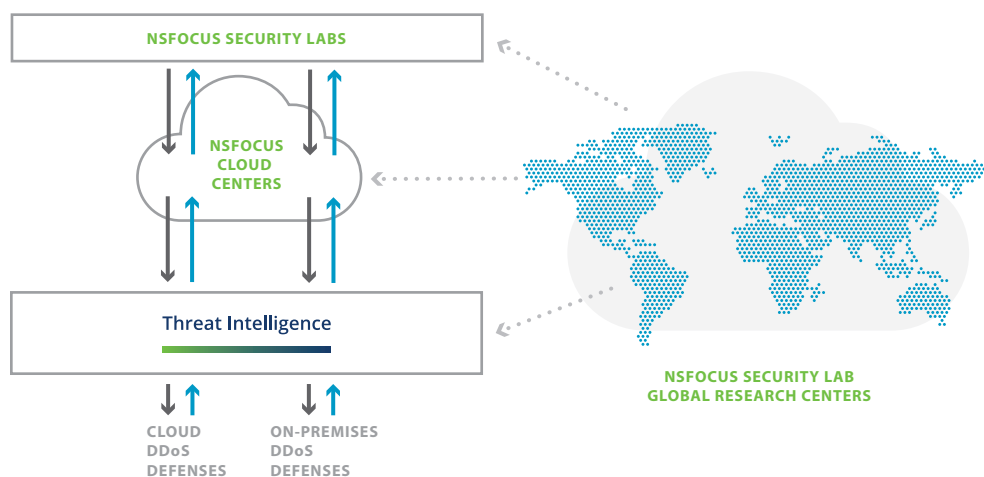 NSFOCUS SECURITY LABS
NSFOCUS
CLOUD
CENTERS
Threat Intelligence
CLOUD
DDoS
DEFENSES
ON-PREMISES
DDoS
DEFENSES
NSFOCUS SECURITY LAB
GLOBAL RESEARCH CENTERS